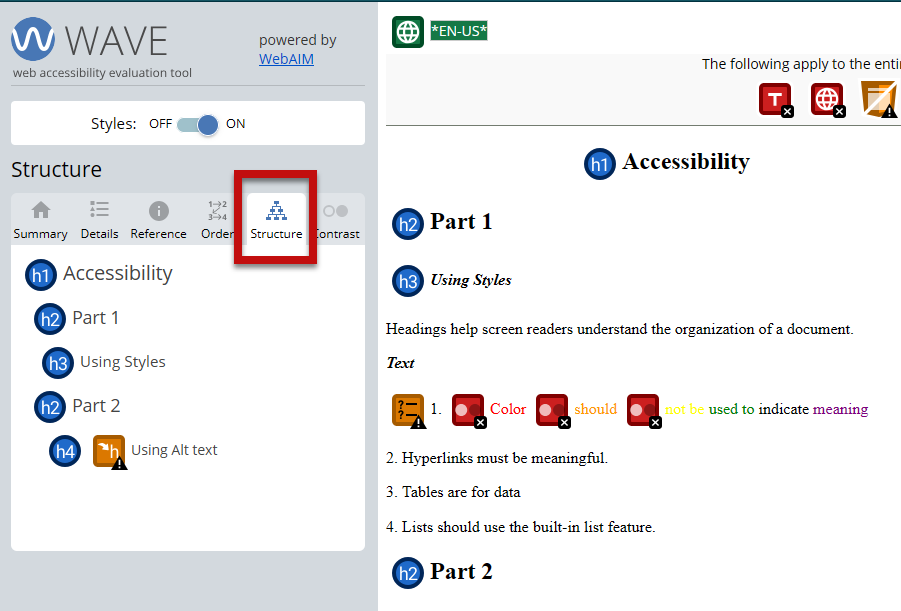 WAVE
web accessibility evaluation tool
powered by
WebAIM
Styles: OFF ON
Structure
Summary Details Reference Order Structure Contrast
h1 Accessibility
h2 Part 1
h3 Using Styles
h2 Part 2
h4 h Using Alt text
*EN-US*
The following apply to the enti
T
h1 Accessibility
h2 Part 1
h3 Using Styles
Headings help screen readers understand the organization of a document.
Text
1. Color should not be used to indicate meaning
2. Hyperlinks must be meaningful.
3. Tables are for data
4. Lists should use the built-in list feature.
h2 Part 2